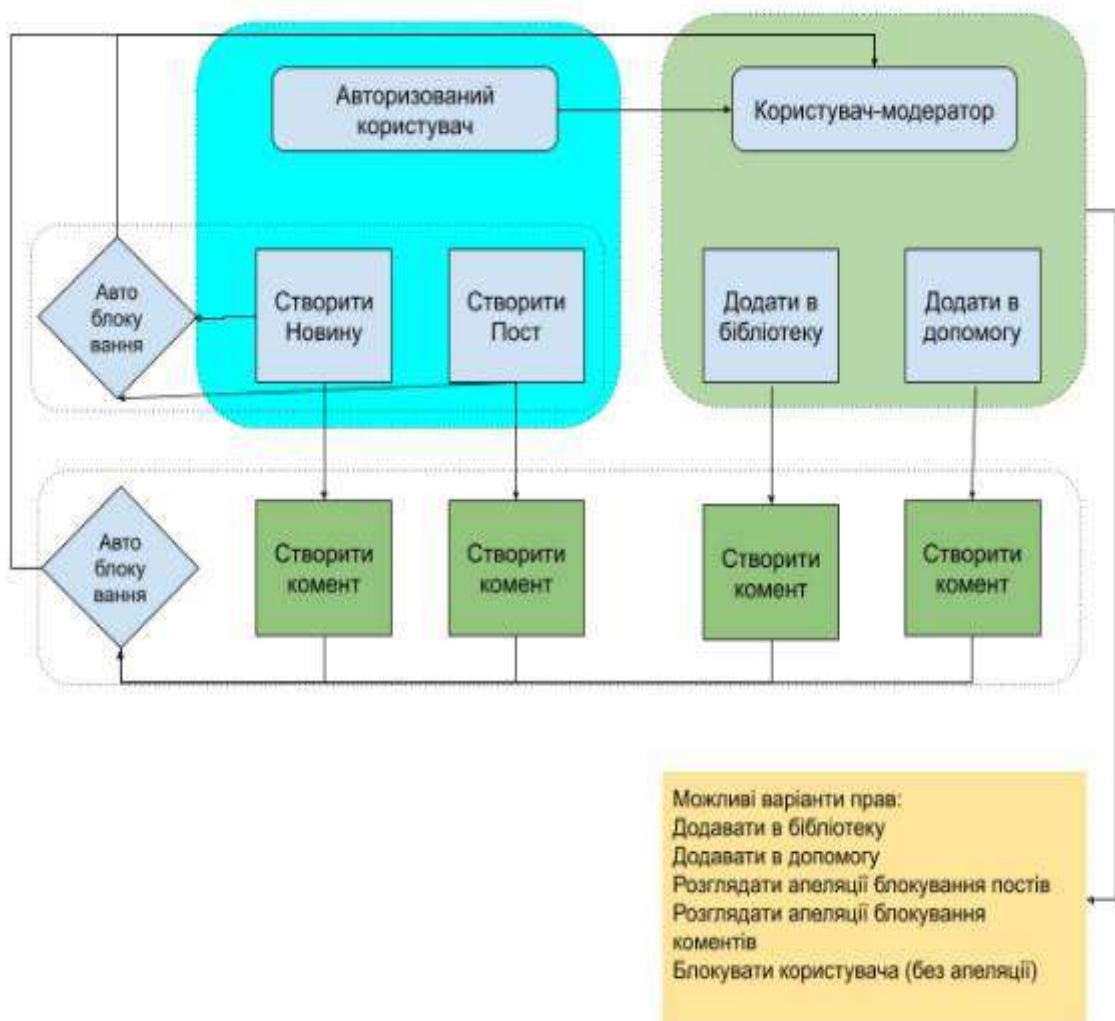 Авторизований
користувач
Користувач-модератор
Авто
блоку
вання
Створити
Новину
Створити
Пост
Додати в
бібліотеку
Додати в
допомогу
Авто
блоку
вання
Створити
комент
Створити
комент
Створити
комент
Створити
комент
Можливі варіанти прав:
Додавати в бібліотеку
Додавати в допомогу
Розглядати апеляції блокування постів
Розглядати апеляції блокування
коментів
Блокувати користувача (без апеляції)